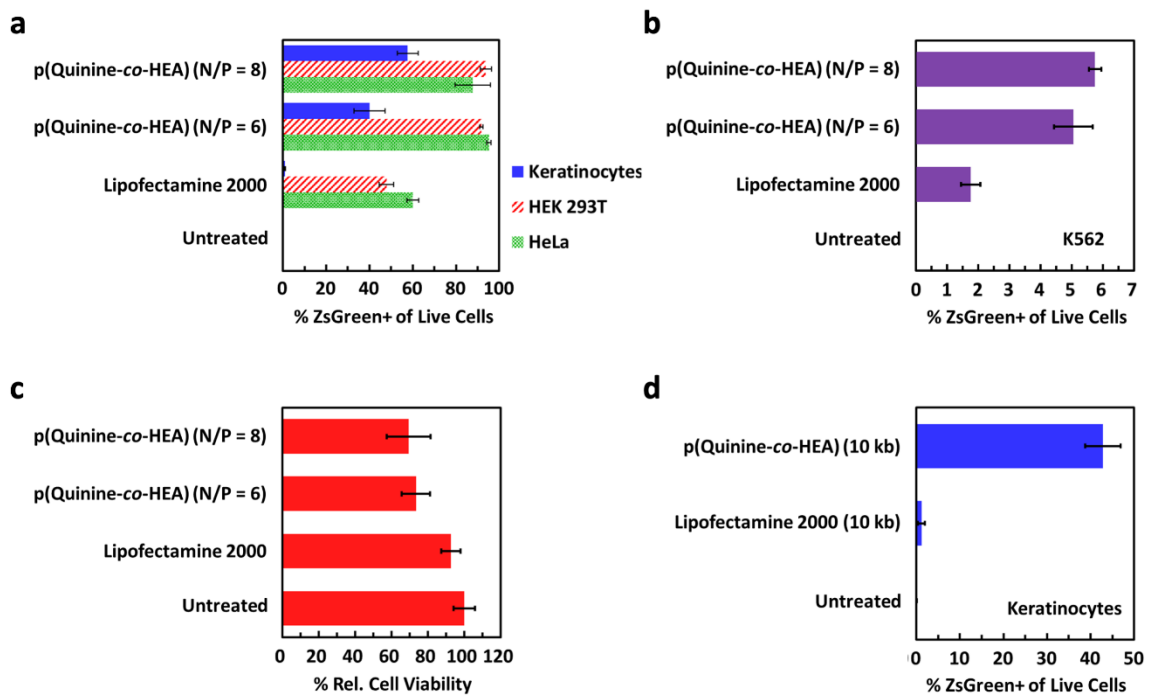 a
p(Quinine-co-HEA) (N/P = 8)
p(Quinine-co-HEA) (N/P = 6)
Lipofectamine 2000
Untreated
Keratinocytes
HEK 293T
HeLa
0 20 40 60 80 100
% ZsGreen+ of Live Cells
b
p(Quinine-co-HEA) (N/P = 8)
p(Quinine-co-HEA) (N/P = 6)
Lipofectamine 2000
Untreated
K562
0 1 2 3 4 5 6 7
% ZsGreen+ of Live Cells
c
p(Quinine-co-HEA) (N/P = 8)
p(Quinine-co-HEA) (N/P = 6)
Lipofectamine 2000
Untreated
0 20 40 60 80 100 120
% Rel. Cell Viability
d
p(Quinine-co-HEA) (10 kb)
Lipofectamine 2000 (10 kb)
Untreated
Keratinocytes
0 10 20 30 40 50
% ZsGreen+ of Live Cells